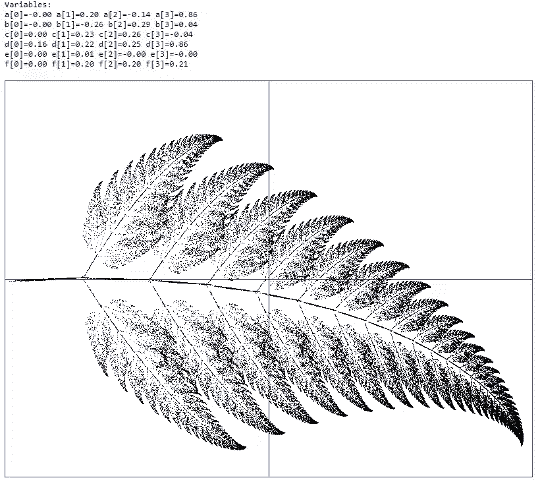 Variables:
a[0]=-0.00 a[1]=0.20 a[2]=-0.14 a[3]=0.86
b[0]=-0.00 b[1]=-0.26 b[2]=0.29 b[3]=0.04
c[0]=0.00 c[1]=0.23 c[2]=0.26 c[3]=-0.04
d[0]=0.16 d[1]=0.22 d[2]=0.25 d[3]=0.86
e[0]=0.00 e[1]=0.01 e[2]=-0.00 e[3]=-0.00
f[0]=0.00 f[1]=0.20 f[2]=0.20 f[3]=0.21